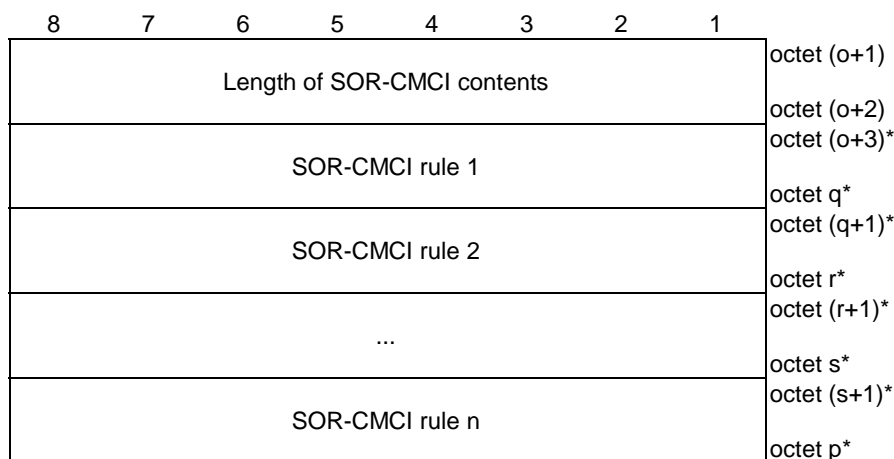 8 7 6 5 4 3 2 1
octet (o+1)
Length of SOR-CMCI contents
octet (o+2)
octet (o+3)*
SOR-CMCI rule 1
octet q*
octet (q+1)*
SOR-CMCI rule 2
octet r*
octet (r+1)*
...
octet s*
octet (s+1)*
SOR-CMCI rule n
octet p*